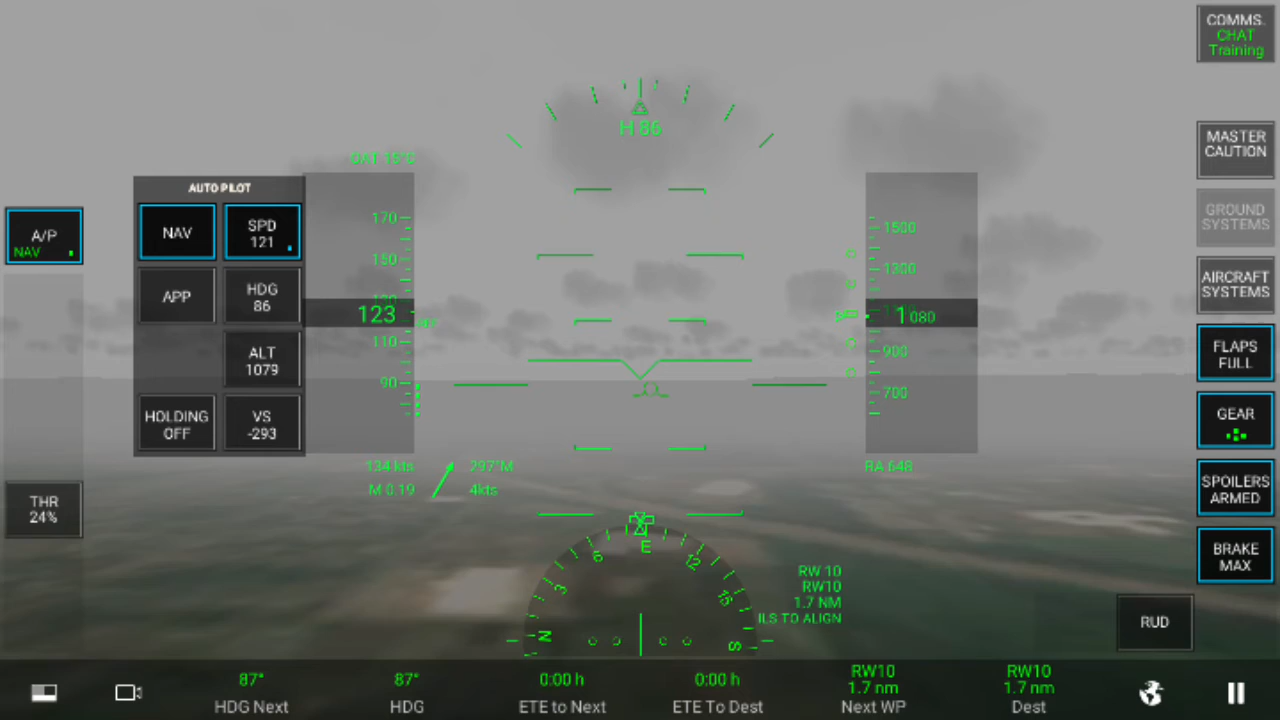 COMMS.
CHAT
Training
H 86
OAT 15°C
AUTO PILOT
A/P
NAV
NAV
SPD
121
APP
HDG
86
ALT
1079
HOLDING
OFF
VS
-293
170
150
123
110
90
134 kts
M 0.19
297°M
4kts
1500
1300
1 080
900
700
RA 648
MASTER
CAUTION
GROUND
SYSTEMS
AIRCRAFT
SYSTEMS
FLAPS
FULL
GEAR
SPOILERS
ARMED
BRAKE
MAX
THR
24%
N
3
6
E
12
15
S
RW 10
RW10
1.7 NM
ILS TO ALIGN
RUD
87°
HDG Next
87°
HDG
0:00 h
ETE to Next
0:00 h
ETE To Dest
RW10
1.7 nm
Next WP
RW10
1.7 nm
Dest